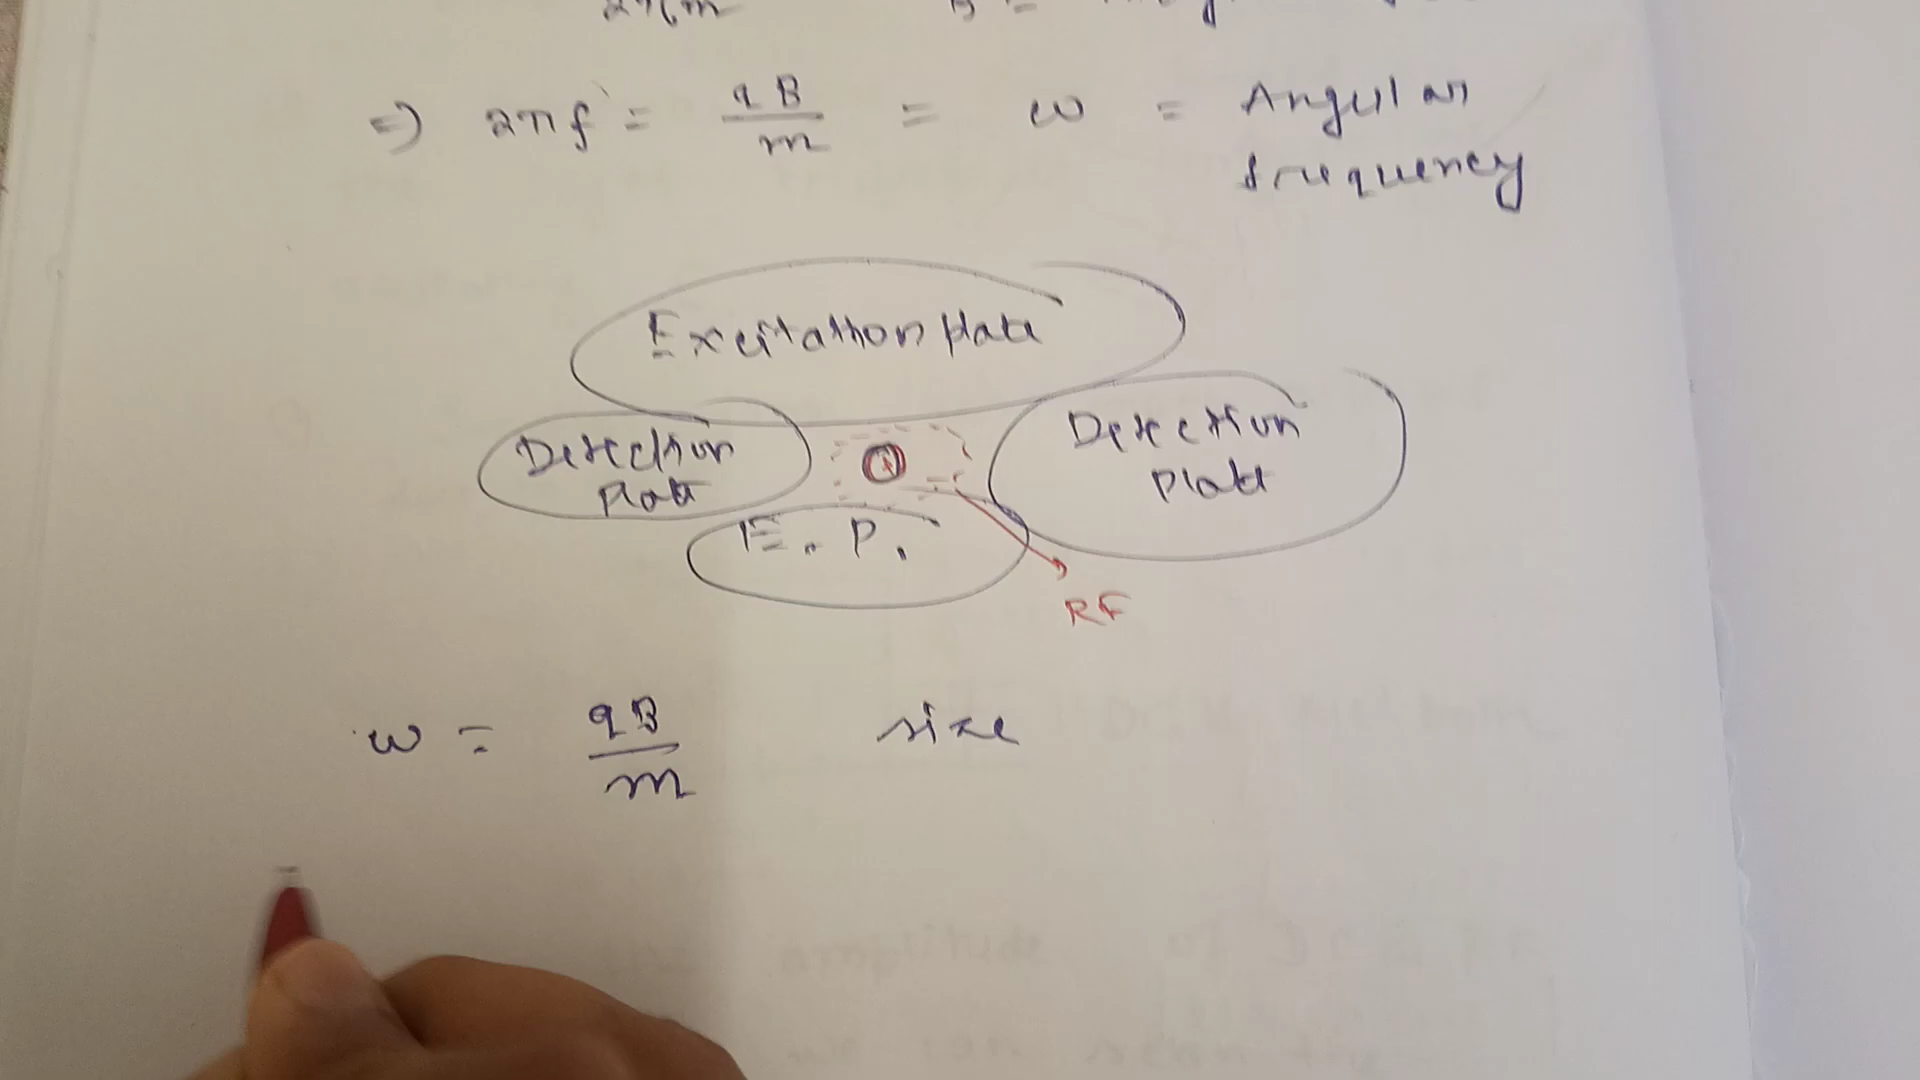 ⇒ 2πf = qB/m = ω = Angular
frequency
Excitation plate
Detection
plate
Detection
plate
E. P.
RF
ω = qB/m size